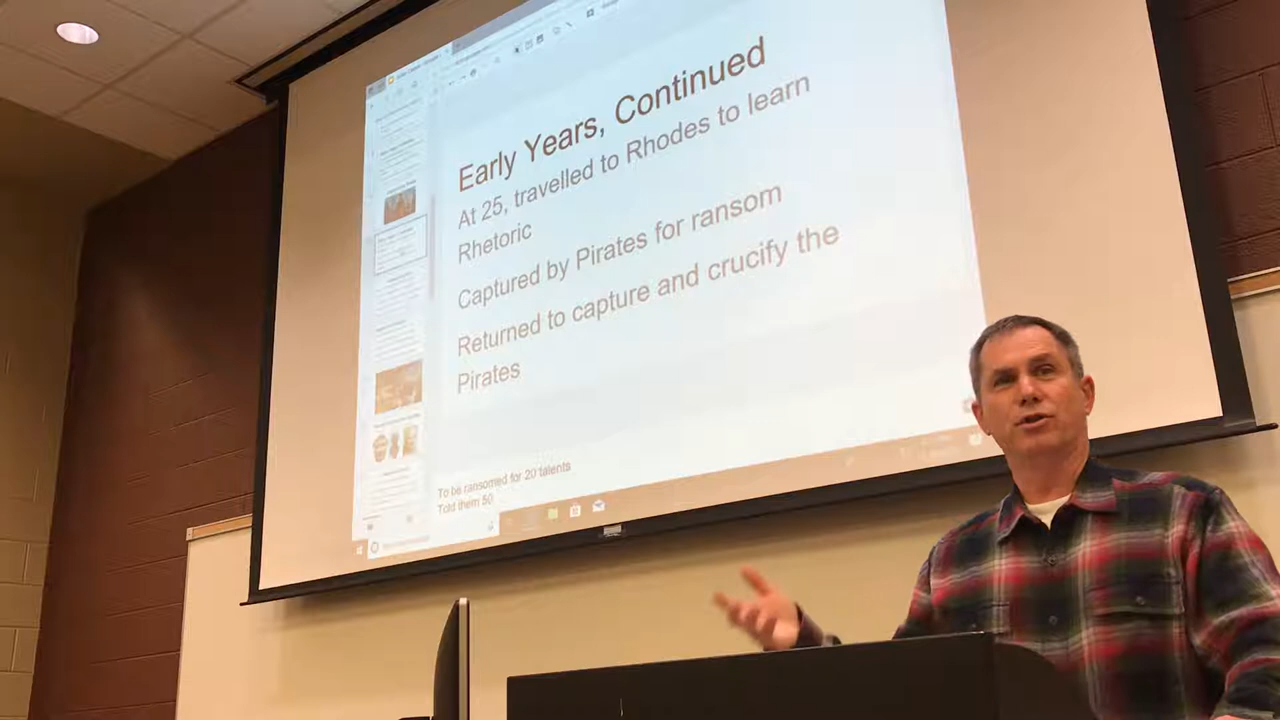 Early Years, Continued
At 25, travelled to Rhodes to learn
Rhetoric
Captured by Pirates for ransom
Returned to capture and crucify the
Pirates
To be ransomed for 20 talents
Told them 50